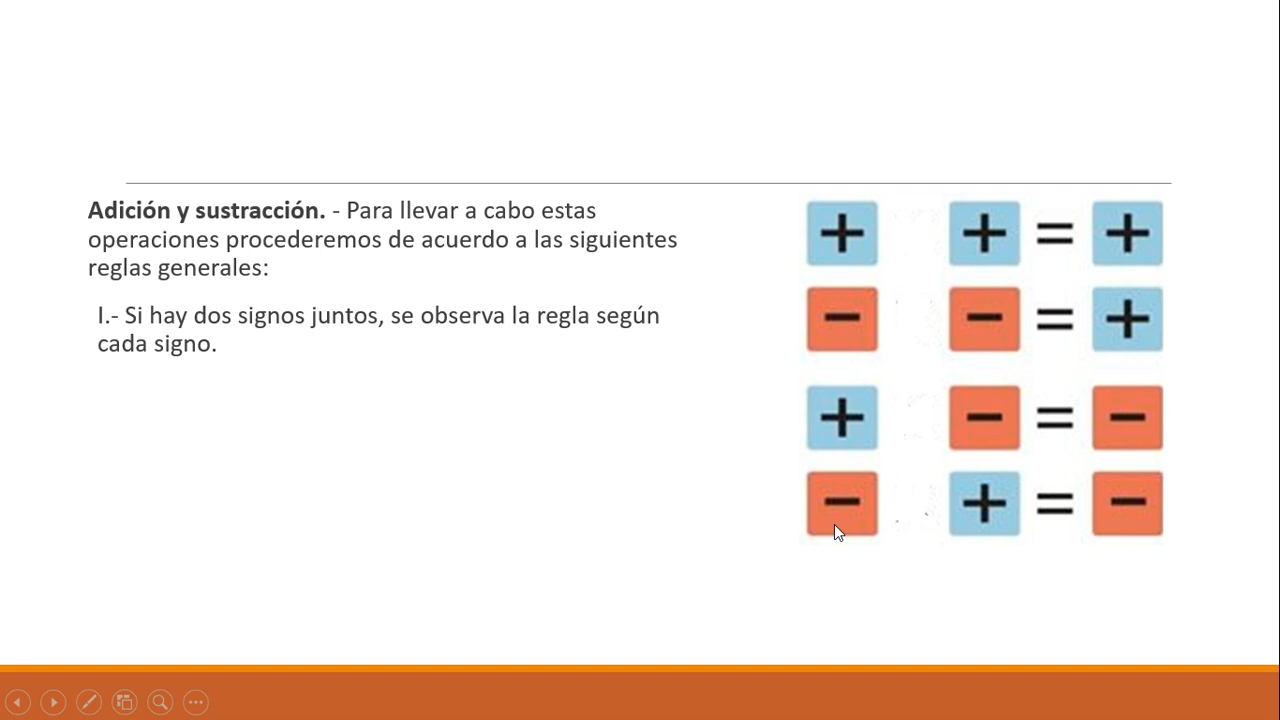 Adición y sustracción. - Para llevar a cabo estas
operaciones procederemos de acuerdo a las siguientes
reglas generales:
I.- Si hay dos signos juntos, se observa la regla según
cada signo.
+ + = +
− − = +
+ − = −
− + = −